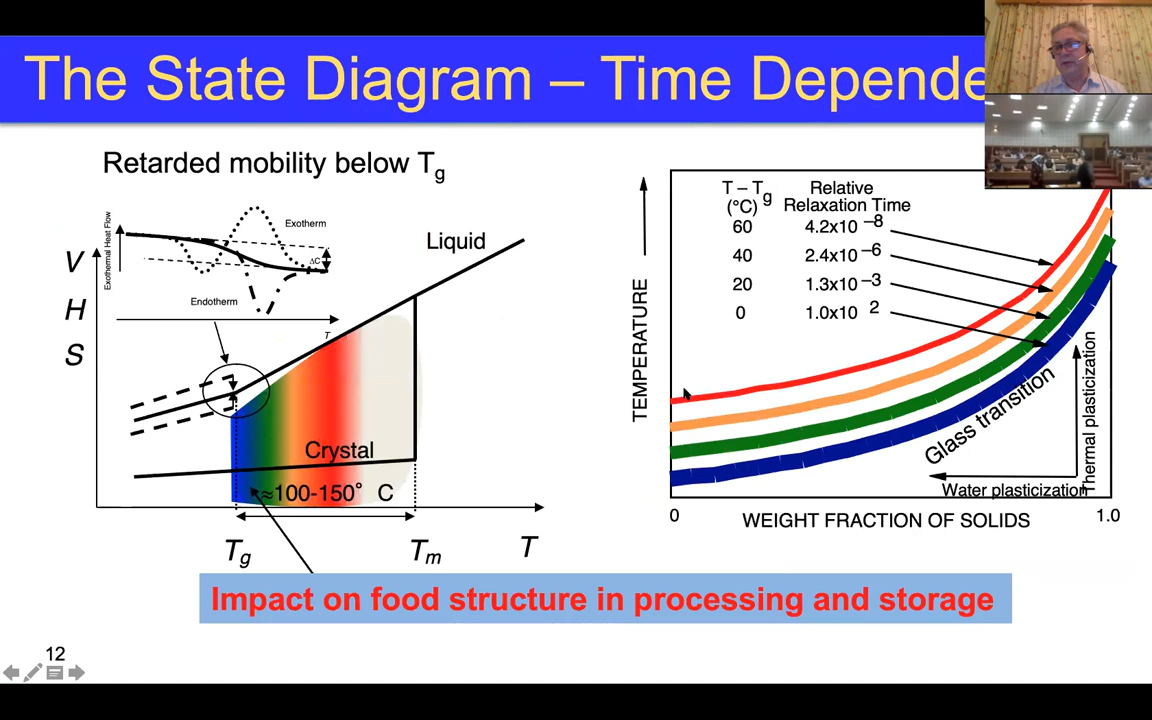 The State Diagram – Time Depende
Retarded mobility below Tg
Exothermal Heat Flow
Exotherm
ΔC
Endotherm
T
V
H
S
Liquid
Crystal
≈100-150° C
Tg
Tm
T
T – Tg
(°C)
Relative
Relaxation Time
60 4.2x10 –8
40 2.4x10 –6
20 1.3x10 –3
0 1.0x10 2
TEMPERATURE
Glass transition
Thermal plasticization
Water plasticization
0
WEIGHT FRACTION OF SOLIDS
1.0
Impact on food structure in processing and storage
12